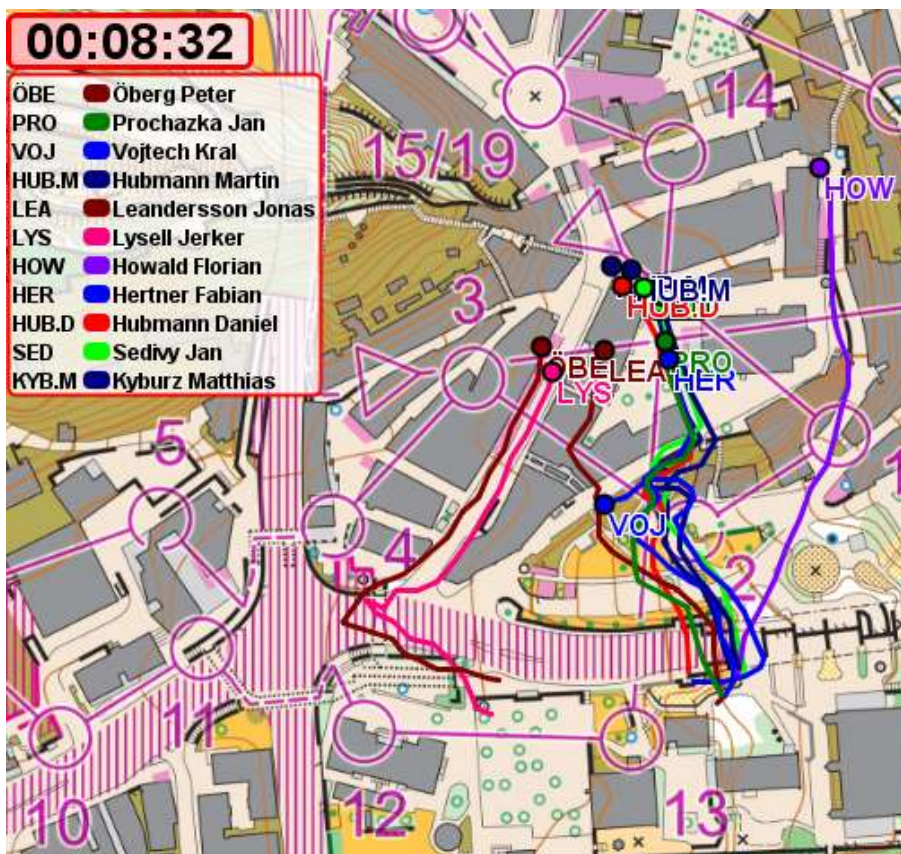 00:08:32
ÖBE Öberg Peter
PRO Prochazka Jan
VOJ Vojtech Kral
HUB.M Hubmann Martin
LEA Leandersson Jonas
LYS Lysell Jerker
HOW Howald Florian
HER Hertner Fabian
HUB.D Hubmann Daniel
SED Sedivy Jan
KYB.M Kyburz Matthias
14
15/19
HOW
HUB.M
HUB.D
3
PRO
ÖBE
LEA
HER
LYS
5
VOJ
4
2
11
10
12
13